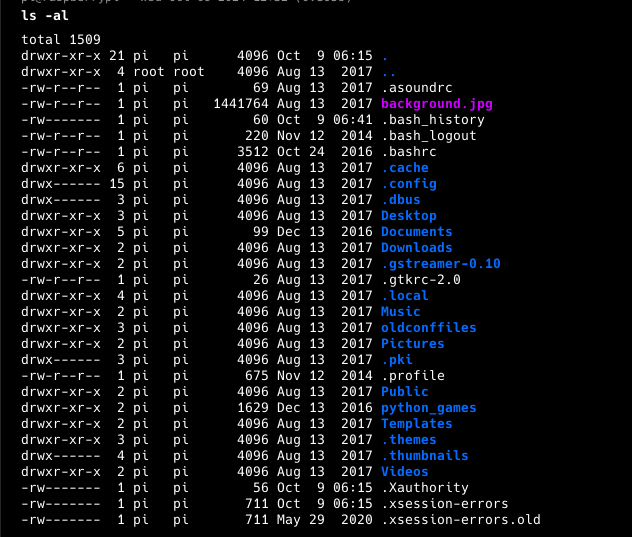 ls -al
total 1509
drwxr-xr-x 21 pi   pi      4096 Oct  9 06:15 .
drwxr-xr-x  4 root root    4096 Aug 13  2017 ..
-rw-r--r--  1 pi   pi        69 Aug 13  2017 .asoundrc
-rw-r--r--  1 pi   pi   1441764 Aug 13  2017 background.jpg
-rw-------  1 pi   pi        60 Oct  9 06:41 .bash_history
-rw-r--r--  1 pi   pi       220 Nov 12  2014 .bash_logout
-rw-r--r--  1 pi   pi      3512 Oct 24  2016 .bashrc
drwxr-xr-x  6 pi   pi      4096 Aug 13  2017 .cache
drwx------ 15 pi   pi      4096 Aug 13  2017 .config
drwx------  3 pi   pi      4096 Aug 13  2017 .dbus
drwxr-xr-x  3 pi   pi      4096 Aug 13  2017 Desktop
drwxr-xr-x  5 pi   pi        99 Dec 13  2016 Documents
drwxr-xr-x  2 pi   pi      4096 Aug 13  2017 Downloads
drwxr-xr-x  2 pi   pi      4096 Aug 13  2017 .gstreamer-0.10
-rw-r--r--  1 pi   pi        26 Aug 13  2017 .gtkrc-2.0
drwxr-xr-x  4 pi   pi      4096 Aug 13  2017 .local
drwxr-xr-x  2 pi   pi      4096 Aug 13  2017 Music
drwxr-xr-x  3 pi   pi      4096 Aug 13  2017 oldconffiles
drwxr-xr-x  2 pi   pi      4096 Aug 13  2017 Pictures
drwx------  3 pi   pi      4096 Aug 13  2017 .pki
-rw-r--r--  1 pi   pi       675 Nov 12  2014 .profile
drwxr-xr-x  2 pi   pi      4096 Aug 13  2017 Public
drwxr-xr-x  2 pi   pi      1629 Dec 13  2016 python_games
drwxr-xr-x  2 pi   pi      4096 Aug 13  2017 Templates
drwxr-xr-x  3 pi   pi      4096 Aug 13  2017 .themes
drwx------  4 pi   pi      4096 Aug 13  2017 .thumbnails
drwxr-xr-x  2 pi   pi      4096 Aug 13  2017 Videos
-rw-------  1 pi   pi        56 Oct  9 06:15 .Xauthority
-rw-------  1 pi   pi       711 Oct  9 06:15 .xsession-errors
-rw-------  1 pi   pi       711 May 29  2020 .xsession-errors.old